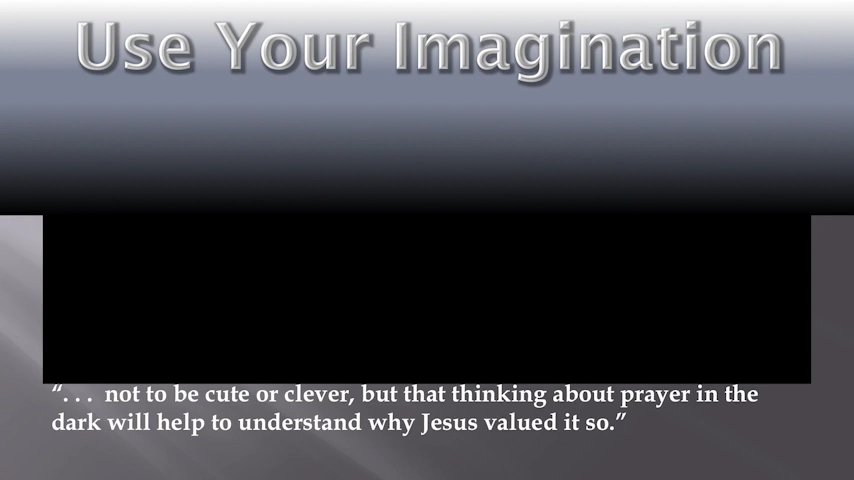 Use Your Imagination
“. . .  not to be cute or clever, but that thinking about prayer in the
dark will help to understand why Jesus valued it so.”